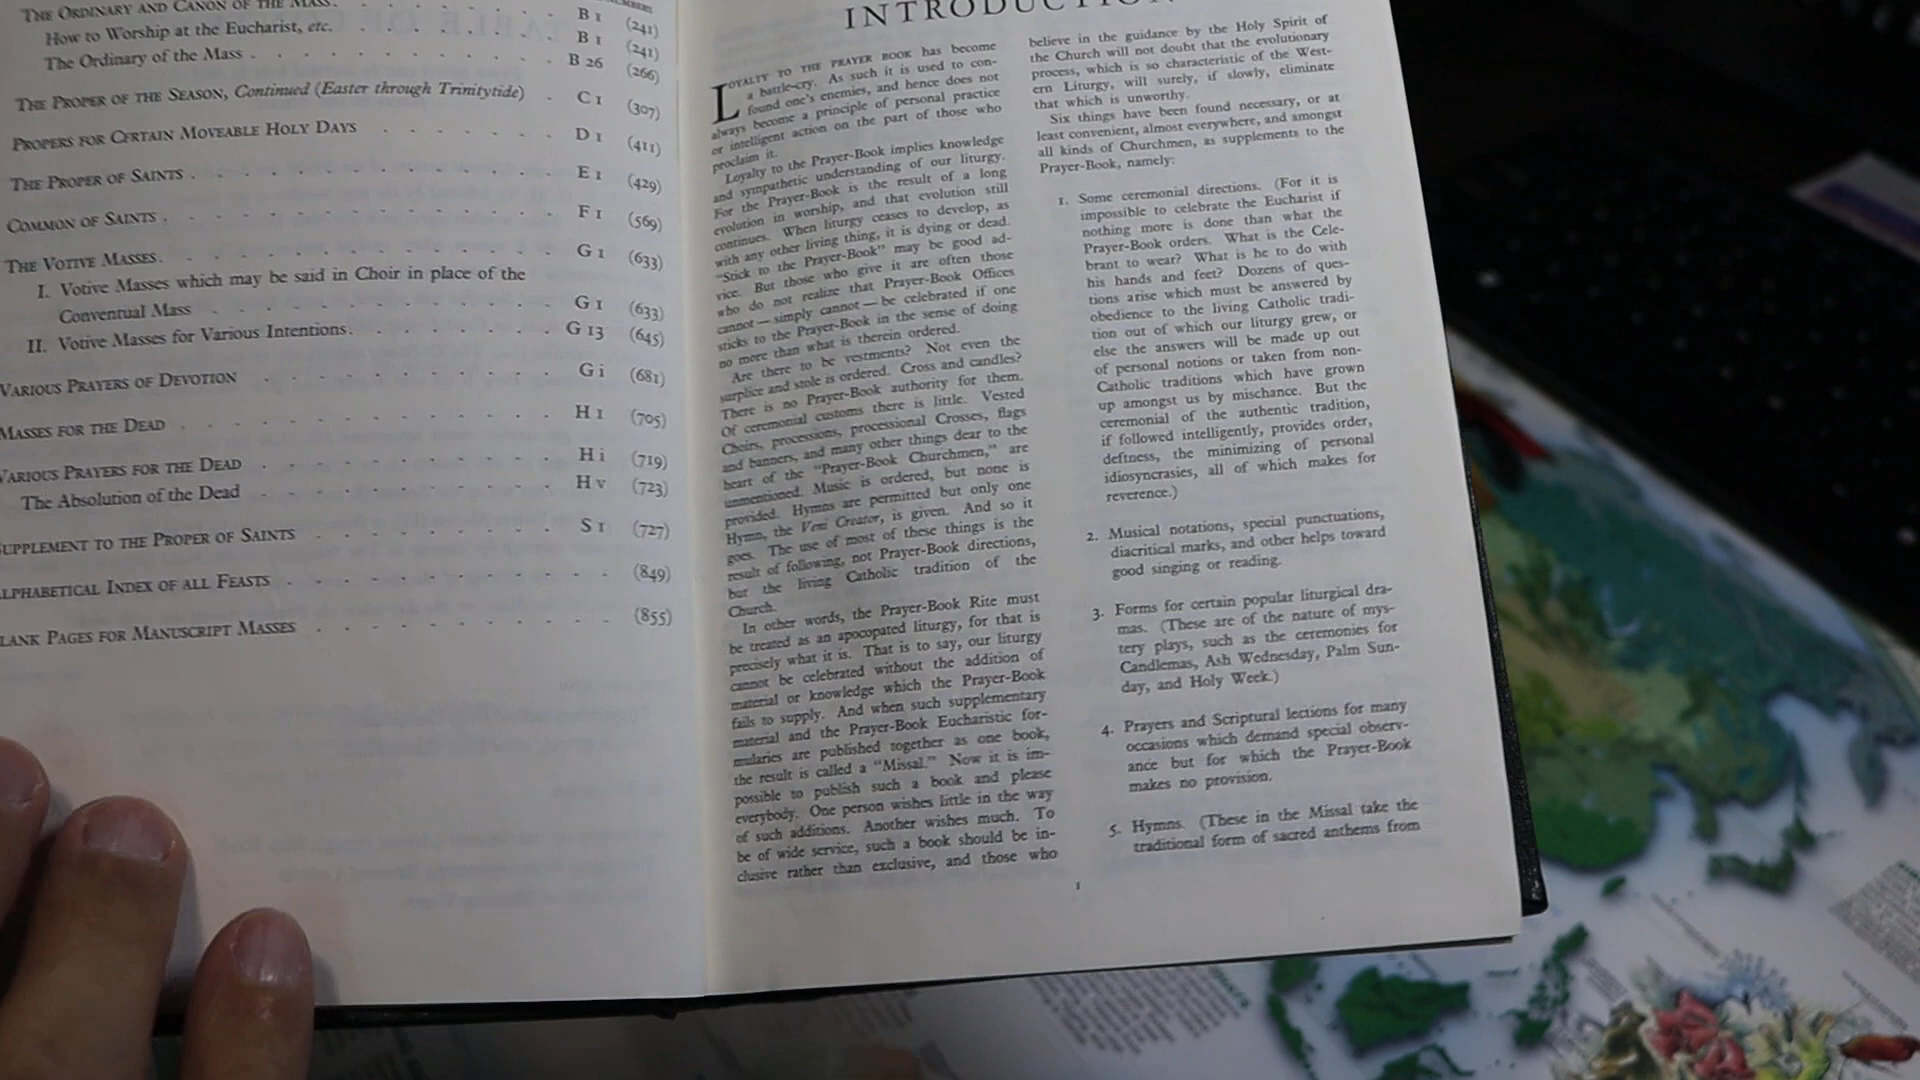 THE ORDINARY AND CANON OF THE MASS. . . . . . . . . B 1 (241)
How to Worship at the Eucharist, etc. . . . . . . . B 1 (241)
The Ordinary of the Mass . . . . . . . . . . B 26 (266)
THE PROPER OF THE SEASON, Continued (Easter through Trinitytide) . C 1 (307)
PROPERS FOR CERTAIN MOVEABLE HOLY DAYS . . . . . . D 1 (411)
THE PROPER OF SAINTS . . . . . . . . . . . . E 1 (429)
COMMON OF SAINTS . . . . . . . . . . . . . F 1 (569)
THE VOTIVE MASSES. . . . . . . . . . . . . G 1 (633)
I. Votive Masses which may be said in Choir in place of the
Conventual Mass . . . . . . . . . . . G 1 (633)
II. Votive Masses for Various Intentions. . . . . . . G 13 (645)
VARIOUS PRAYERS OF DEVOTION . . . . . . . . . G i (681)
MASSES FOR THE DEAD . . . . . . . . . . . H 1 (705)
VARIOUS PRAYERS FOR THE DEAD . . . . . . . . . H i (719)
The Absolution of the Dead . . . . . . . . . H v (723)
SUPPLEMENT TO THE PROPER OF SAINTS . . . . . . . S 1 (727)
ALPHABETICAL INDEX OF ALL FEASTS . . . . . . . . . (849)
BLANK PAGES FOR MANUSCRIPT MASSES . . . . . . . . (855)
INTRODUCTION
LOYALTY TO THE PRAYER BOOK has become
a battle-cry. As such it is used to con-
found one's enemies, and hence does not
always become a principle of personal practice
or intelligent action on the part of those who
proclaim it.
Loyalty to the Prayer-Book implies knowledge
and sympathetic understanding of our liturgy.
For the Prayer-Book is the result of a long
evolution in worship, and that evolution still
continues. When liturgy ceases to develop, as
with any other living thing, it is dying or dead.
"Stick to the Prayer-Book" may be good ad-
vice. But those who give it are often those
who do not realize that Prayer-Book Offices
cannot — simply cannot — be celebrated if one
sticks to the Prayer-Book in the sense of doing
no more than what is therein ordered.
Are there to be vestments? Not even the
surplice and stole is ordered. Cross and candles?
There is no Prayer-Book authority for them.
Of ceremonial customs there is little. Vested
Choirs, processions, processional Crosses, flags
and banners, and many other things dear to the
heart of the "Prayer-Book Churchmen," are
unmentioned. Music is ordered, but none is
provided. Hymns are permitted but only one
Hymn, the Veni Creator, is given. And so it
goes. The use of most of these things is the
result of following, not Prayer-Book directions,
but the living Catholic tradition of the
Church.
In other words, the Prayer-Book Rite must
be treated as an apocopated liturgy, for that is
precisely what it is. That is to say, our liturgy
cannot be celebrated without the addition of
material or knowledge which the Prayer-Book
fails to supply. And when such supplementary
material and the Prayer-Book Eucharistic for-
mularies are published together as one book,
the result is called a "Missal." Now it is im-
possible to publish such a book and please
everybody. One person wishes little in the way
of such additions. Another wishes much. To
be of wide service, such a book should be in-
clusive rather than exclusive, and those who
believe in the guidance by the Holy Spirit of
the Church will not doubt that the evolutionary
process, which is so characteristic of the West-
ern Liturgy, will surely, if slowly, eliminate
that which is unworthy.
Six things have been found necessary, or at
least convenient, almost everywhere, and amongst
all kinds of Churchmen, as supplements to the
Prayer-Book, namely:
1. Some ceremonial directions. (For it is
impossible to celebrate the Eucharist if
nothing more is done than what the
Prayer-Book orders. What is the Cele-
brant to wear? What is he to do with
his hands and feet? Dozens of ques-
tions arise which must be answered by
obedience to the living Catholic tradi-
tion out of which our liturgy grew, or
else the answers will be made up out
of personal notions or taken from non-
Catholic traditions which have grown
up amongst us by mischance. But the
ceremonial of the authentic tradition,
if followed intelligently, provides order,
deftness, the minimizing of personal
idiosyncrasies, all of which makes for
reverence.)
2. Musical notations, special punctuations,
diacritical marks, and other helps toward
good singing or reading.
3. Forms for certain popular liturgical dra-
mas. (These are of the nature of mys-
tery plays, such as the ceremonies for
Candlemas, Ash Wednesday, Palm Sun-
day, and Holy Week.)
4. Prayers and Scriptural lections for many
occasions which demand special observ-
ance but for which the Prayer-Book
makes no provision.
5. Hymns. (These in the Missal take the
traditional form of sacred anthems from
1